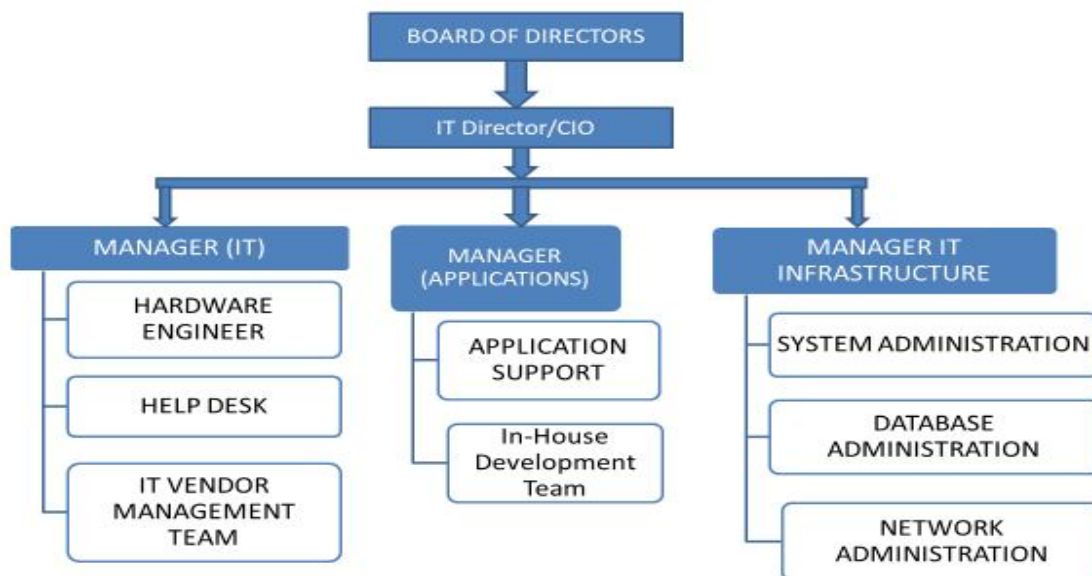 BOARD OF DIRECTORS
IT Director/CIO
MANAGER (IT)
HARDWARE
ENGINEER
HELP DESK
IT VENDOR
MANAGEMENT
TEAM
MANAGER
(APPLICATIONS)
APPLICATION
SUPPORT
In-House
Development
Team
MANAGER IT
INFRASTRUCTURE
SYSTEM ADMINISTRATION
DATABASE
ADMINISTRATION
NETWORK
ADMINISTRATION